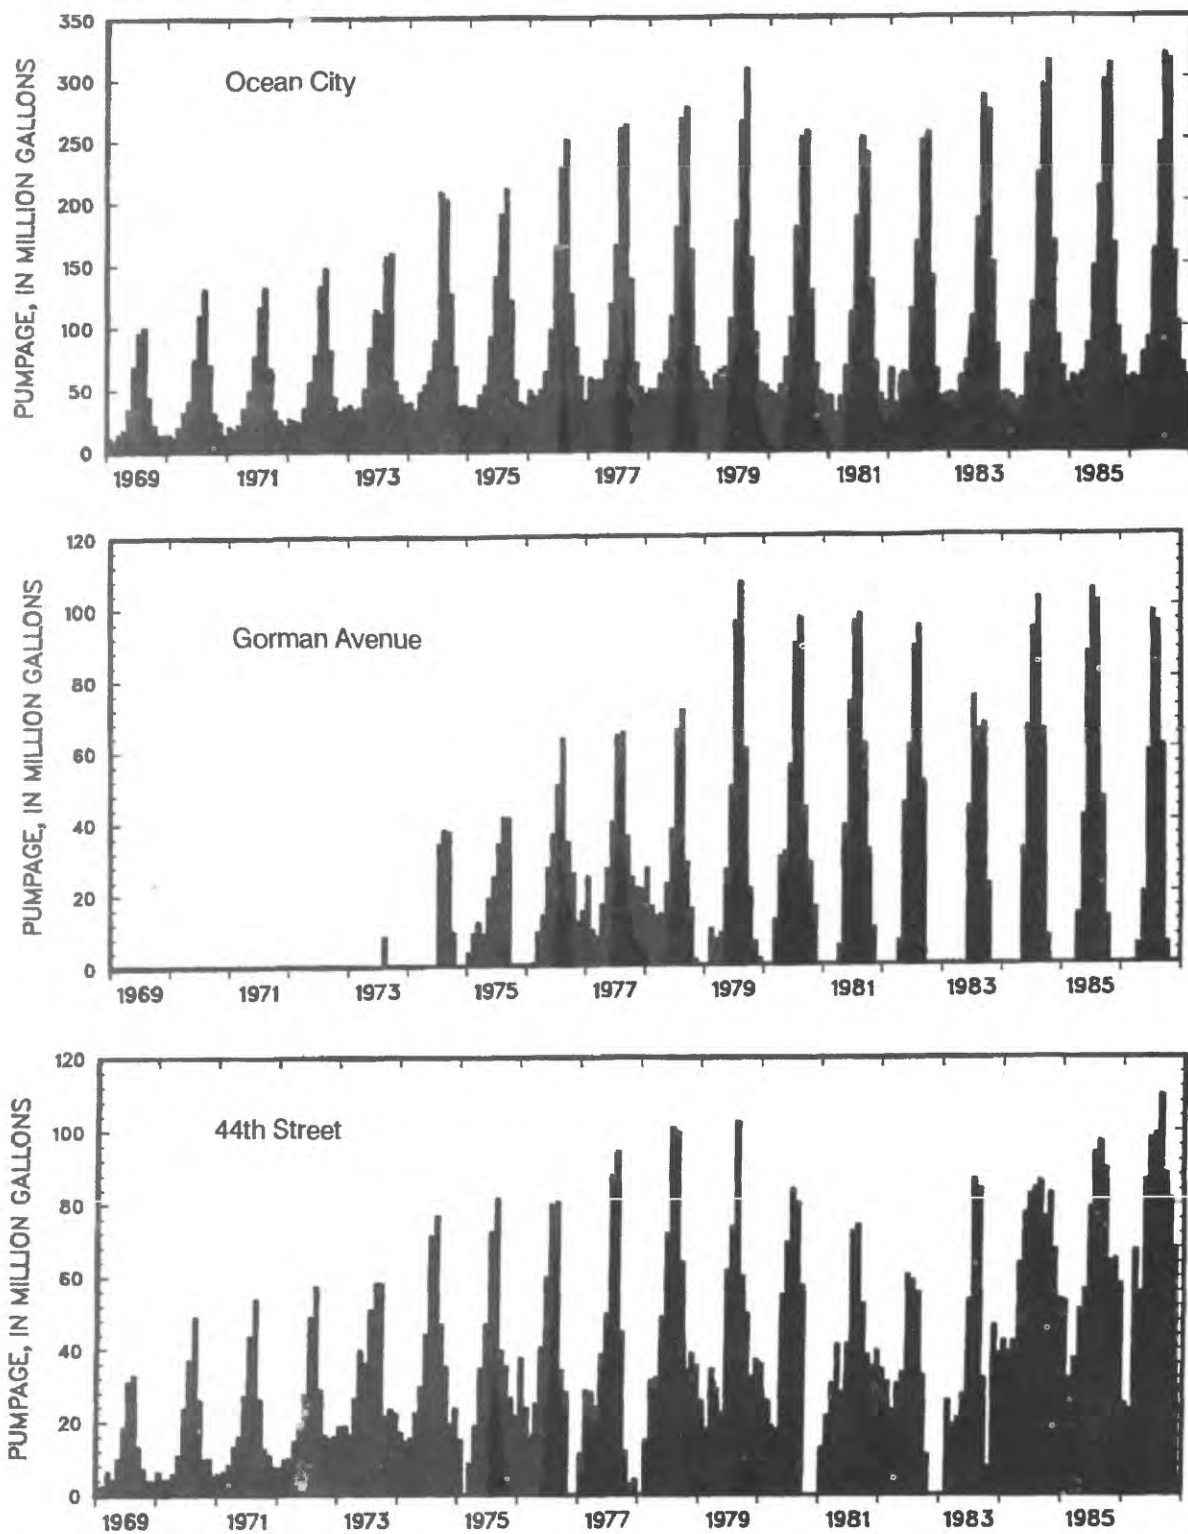 PUMPAGE, IN MILLION GALLONS
350
300
250
200
150
100
50
0
Ocean City
1969 1971 1973 1975 1977 1979 1981 1983 1985
PUMPAGE, IN MILLION GALLONS
120
100
80
60
40
20
0
Gorman Avenue
1969 1971 1973 1975 1977 1979 1981 1983 1985
PUMPAGE, IN MILLION GALLONS
120
100
80
60
40
20
0
44th Street
1969 1971 1973 1975 1977 1979 1981 1983 1985